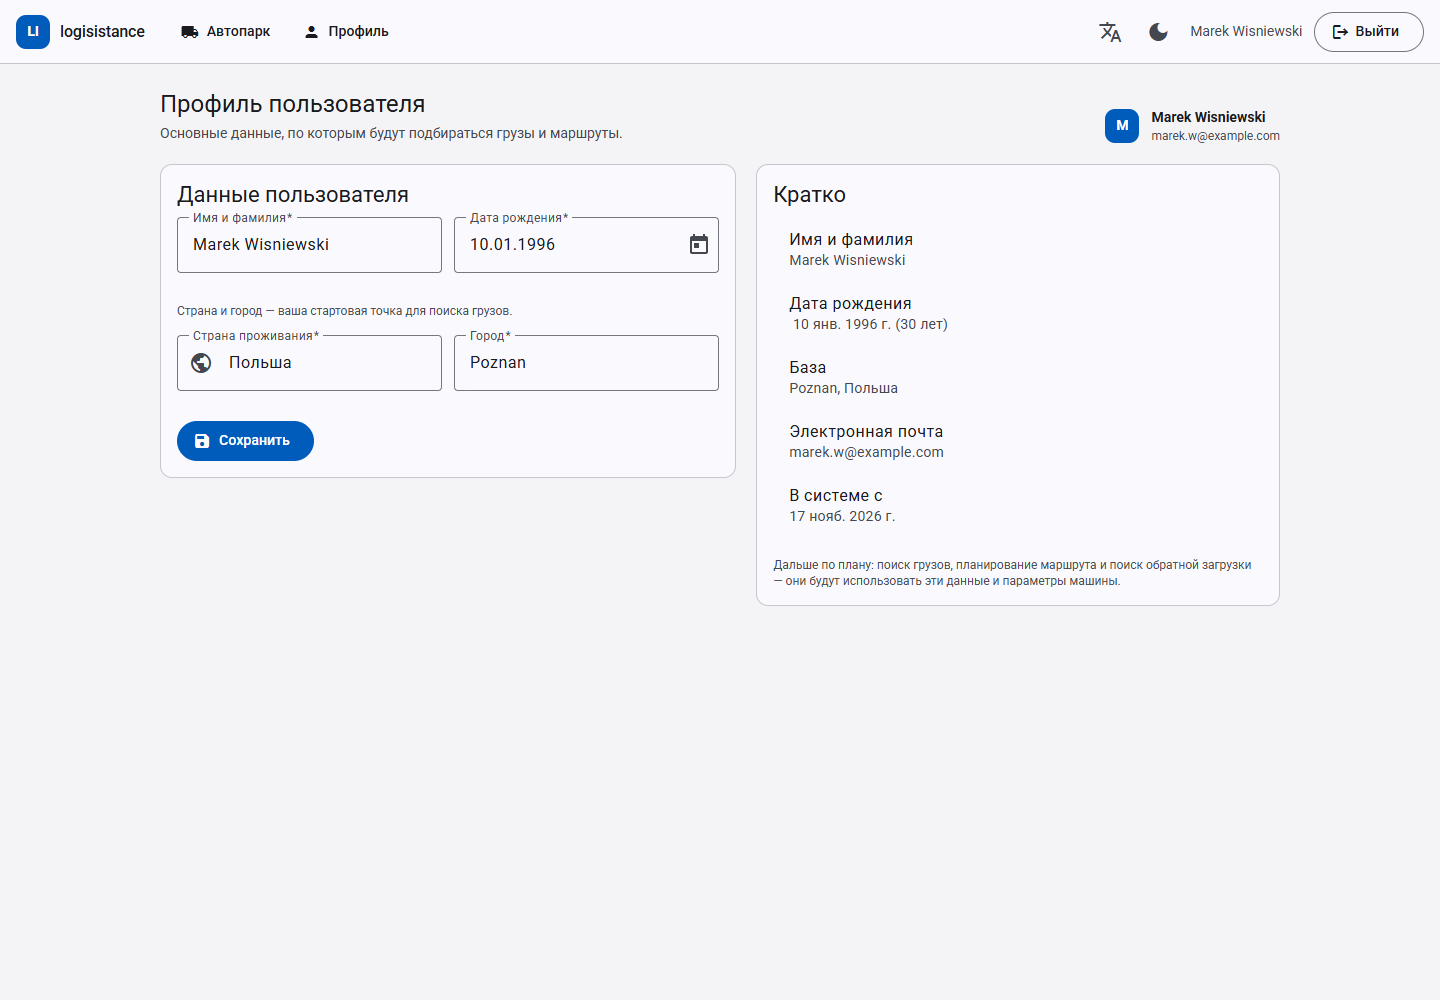 LI logisistance Автопарк Профиль Marek Wisniewski Выйти
Профиль пользователя
Основные данные, по которым будут подбираться грузы и маршруты.
M Marek Wisniewski
marek.w@example.com
Данные пользователя
Имя и фамилия*
Marek Wisniewski
Дата рождения*
10.01.1996
Страна и город — ваша стартовая точка для поиска грузов.
Страна проживания*
Польша
Город*
Poznan
Сохранить
Кратко
Имя и фамилия
Marek Wisniewski
Дата рождения
10 янв. 1996 г. (30 лет)
База
Poznan, Польша
Электронная почта
marek.w@example.com
В системе с
17 нояб. 2026 г.
Дальше по плану: поиск грузов, планирование маршрута и поиск обратной загрузки
— они будут использовать эти данные и параметры машины.